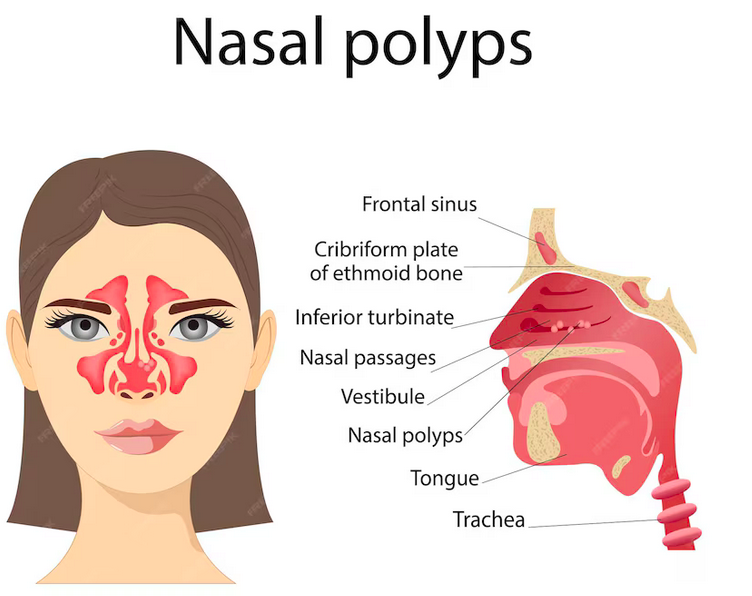 Nasal polyps
Frontal sinus
Cribriform plate
of ethmoid bone
Inferior turbinate
Nasal passages
Vestibule
Nasal polyps
Tongue
Trachea